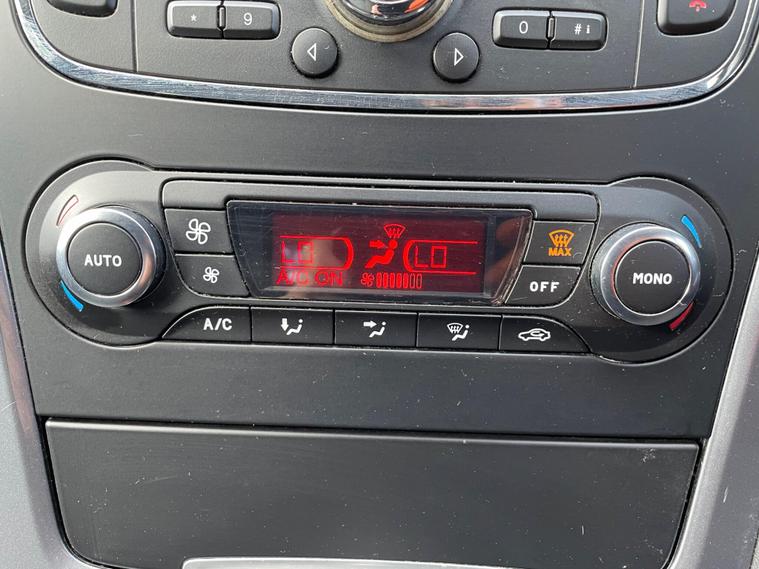 * 9 0 #
AUTO LO LO MAX MONO
A/C ON OFF
A/C